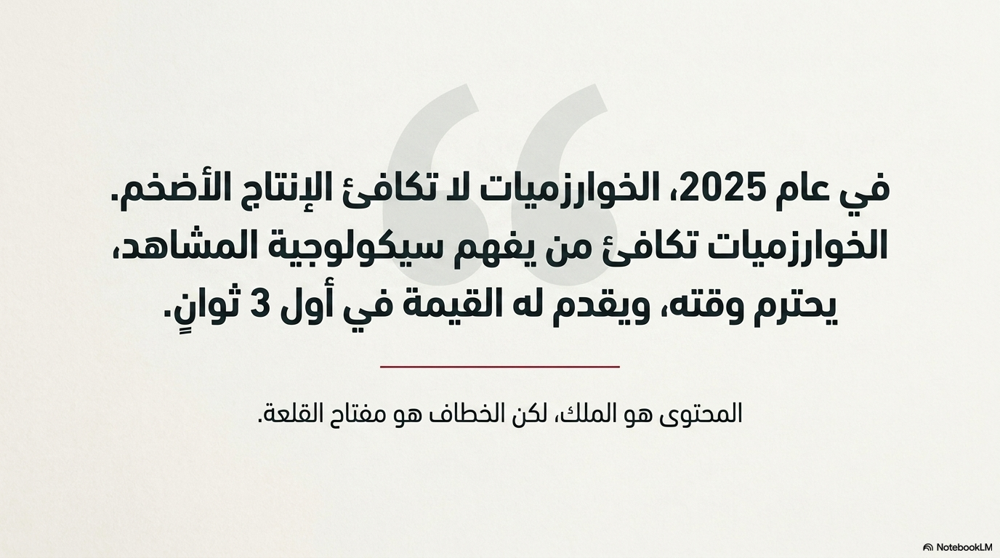 في عام 2025، الخوارزميات لا تكافئ الإنتاج الأضخم.
الخوارزميات تكافئ من يفهم سيكولوجية المشاهد،
يحترم وقته، ويقدم له القيمة في أول 3 ثوانٍ.
المحتوى هو الملك، لكن الخطاف هو مفتاح القلعة.
NotebookLM